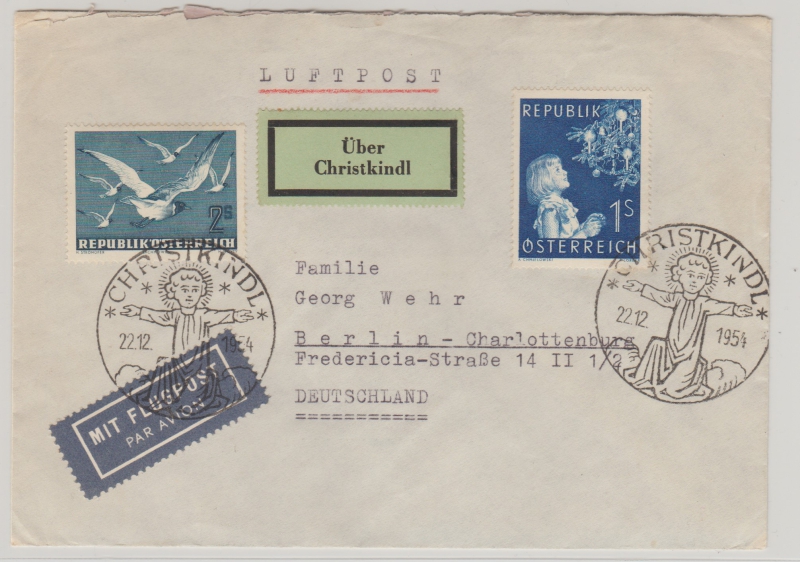 LUFTPOST
Über
Christkindl
2S
REPUBLIK ÖSTERREICH
REPUBLIK
1S
ÖSTERREICH
CHRISTKINDL
22.12. 1954
CHRISTKINDL
22.12. 1954
Familie
Georg Wehr
Berlin - Charlottenburg
Fredericia-Straße 14 II 1/2
DEUTSCHLAND
MIT FLUGPOST
PAR AVION